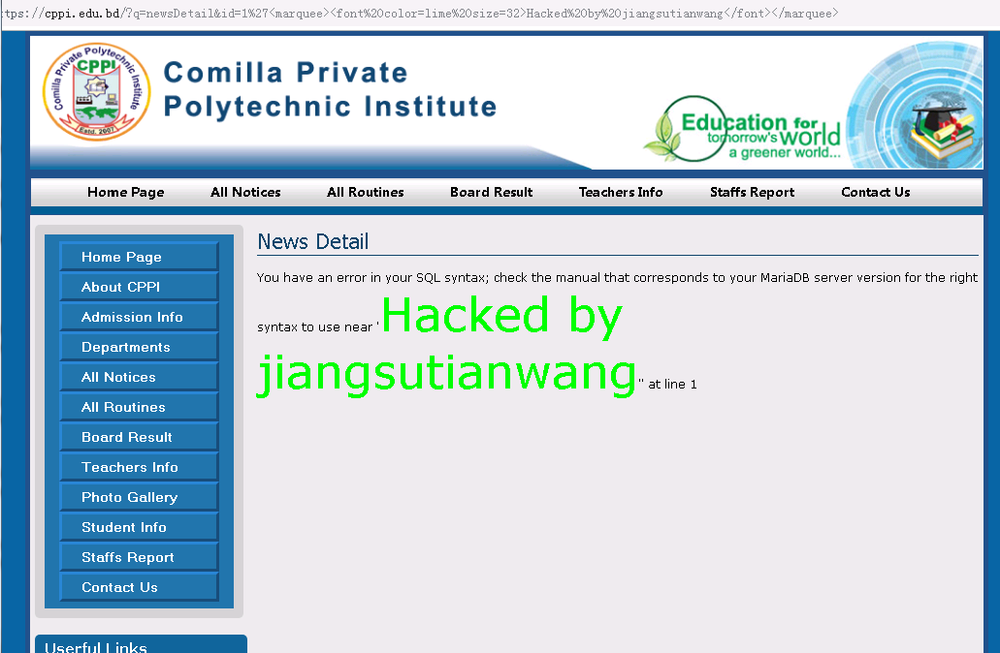 tps://cppi.edu.bd/?q=newsDetail&id=1%27<marquee><font%20color=lime%20size=32>Hacked%20by%20jiangsutianwang</font></marquee>
Comilla Private Polytechnic Institute
CPPI
Estd. 2007
Comilla Private
Polytechnic Institute
Education for
tomorrow's world
a greener world...
Home Page All Notices All Routines Board Result Teachers Info Staffs Report Contact Us
Home Page
About CPPI
Admission Info
Departments
All Notices
All Routines
Board Result
Teachers Info
Photo Gallery
Student Info
Staffs Report
Contact Us
Userful Links
News Detail
You have an error in your SQL syntax; check the manual that corresponds to your MariaDB server version for the right
syntax to use near 'Hacked by
jiangsutianwang'' at line 1